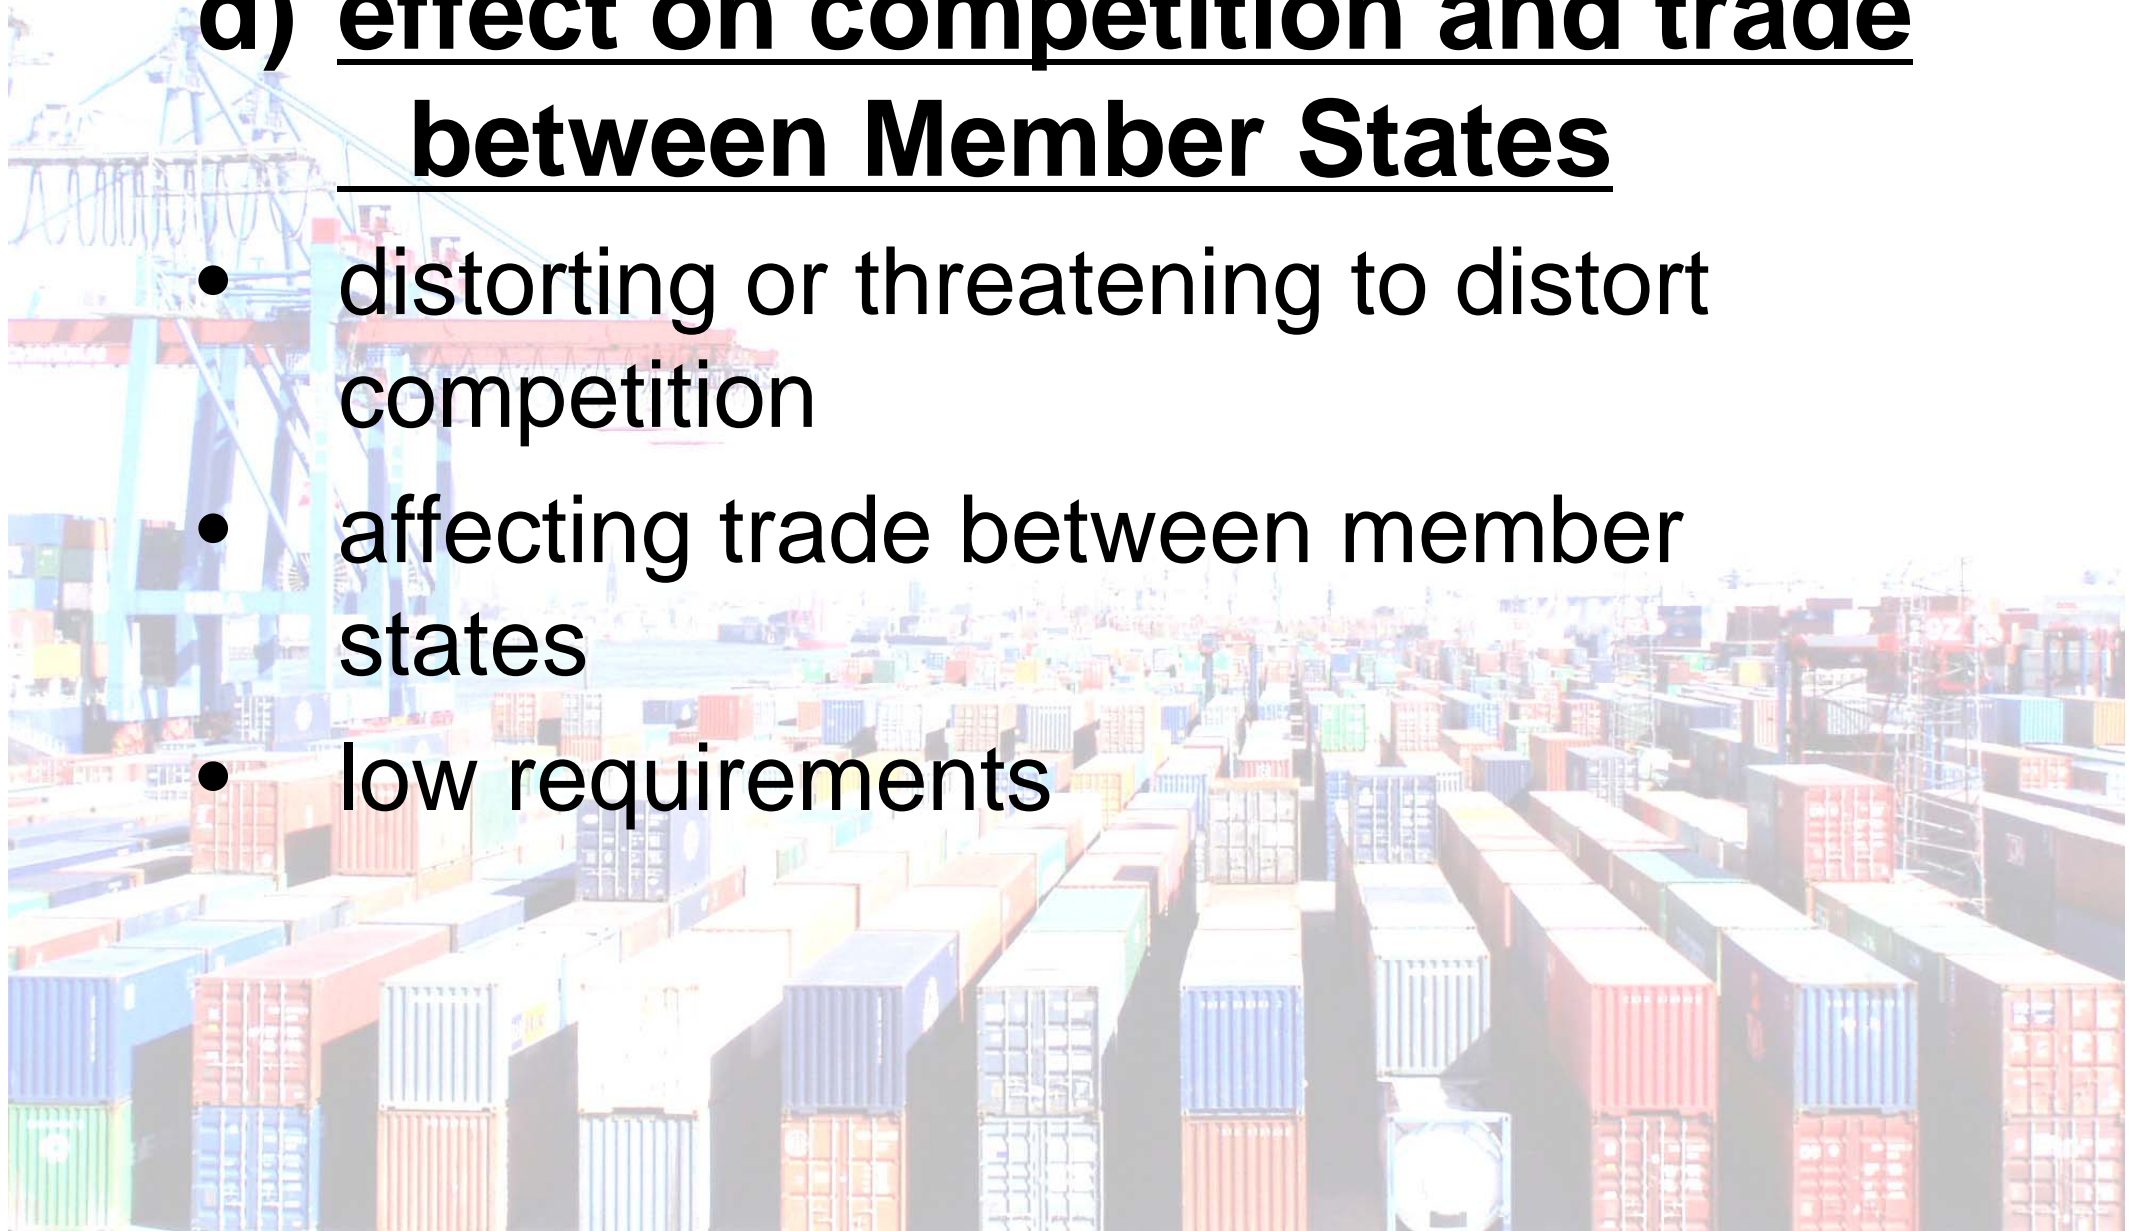 d) effect on competition and trade
between Member States
• distorting or threatening to distort
competition
• affecting trade between member
states
• low requirements